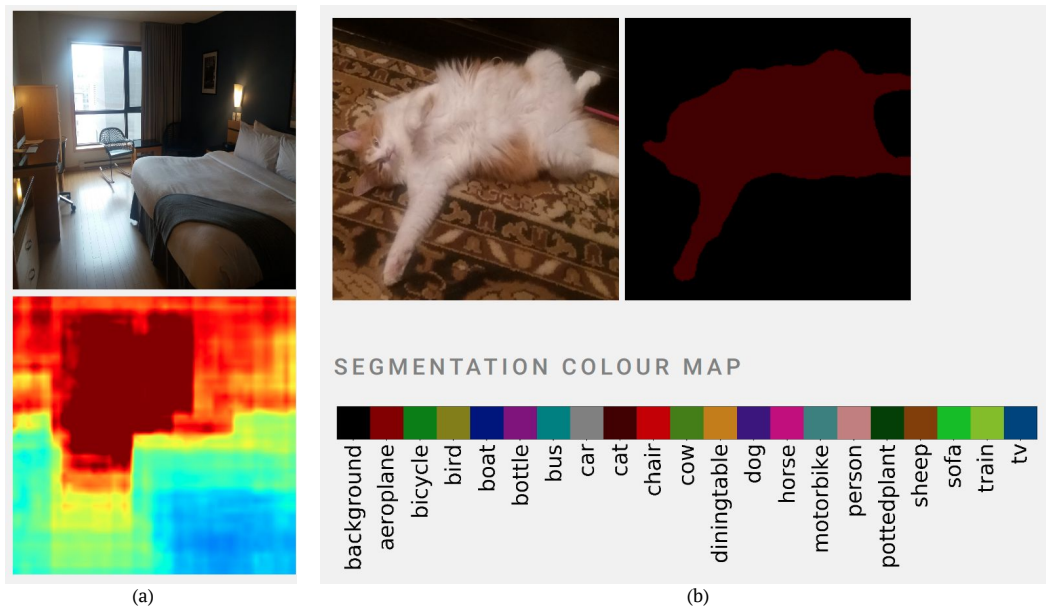 SEGMENTATION COLOUR MAP
background
aeroplane
bicycle
bird
boat
bottle
bus
car
cat
chair
cow
diningtable
dog
horse
motorbike
person
pottedplant
sheep
sofa
train
tv
(a)
(b)